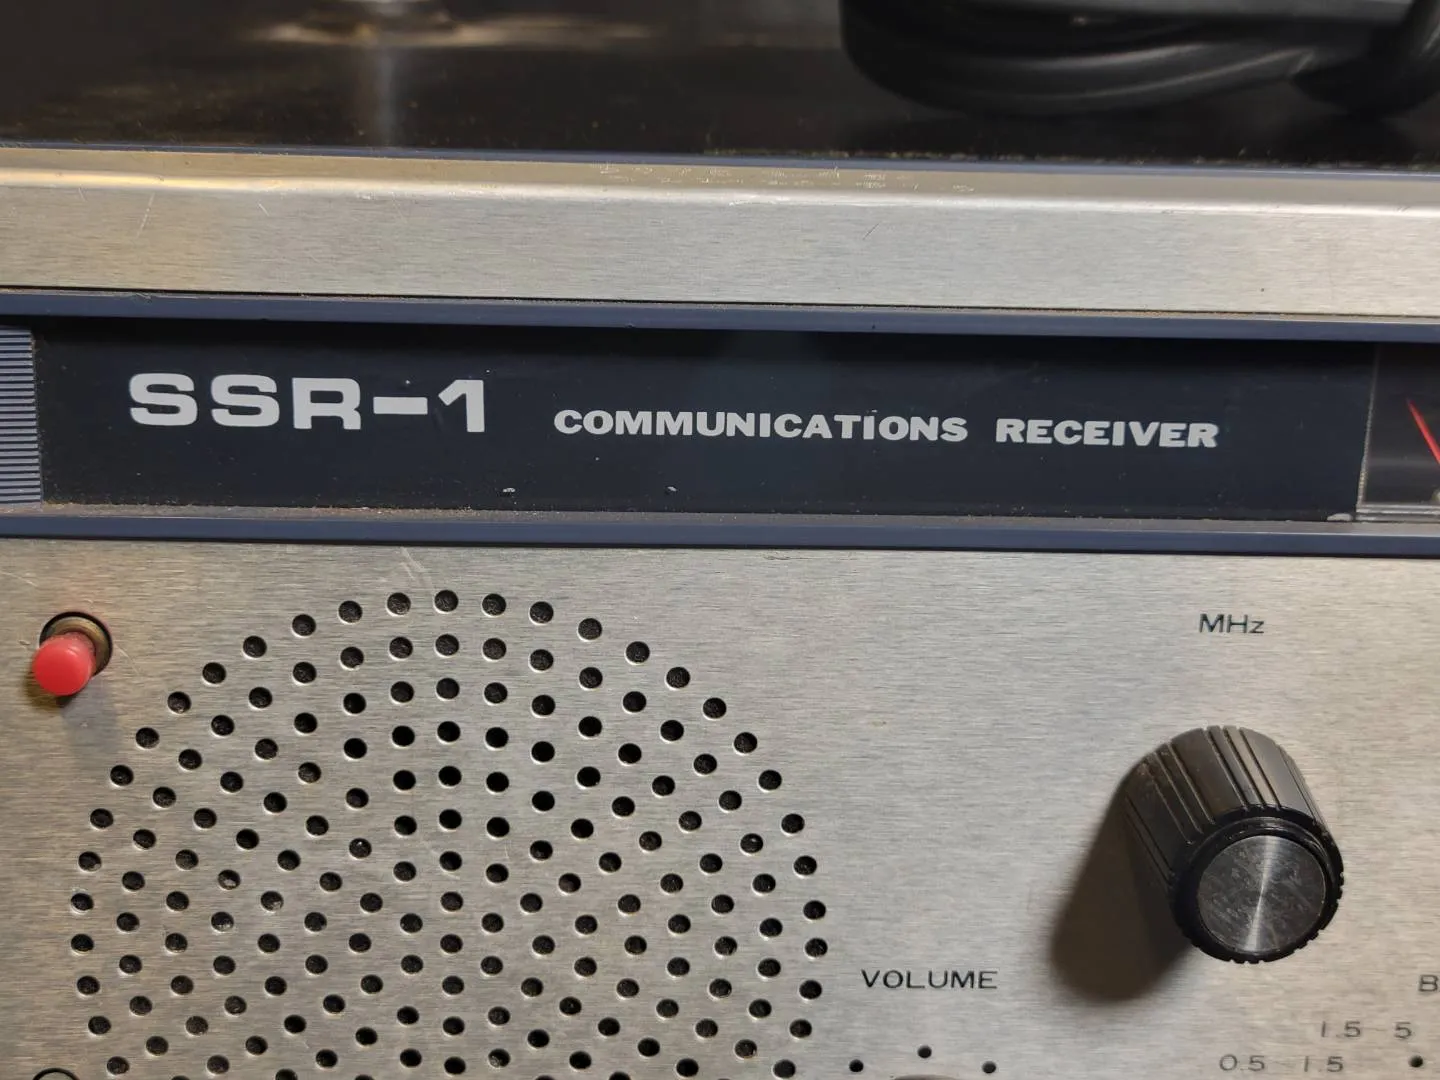 SSR-1 COMMUNICATIONS RECEIVER
MHz
VOLUME
B
1.5 5
0.5 1.5